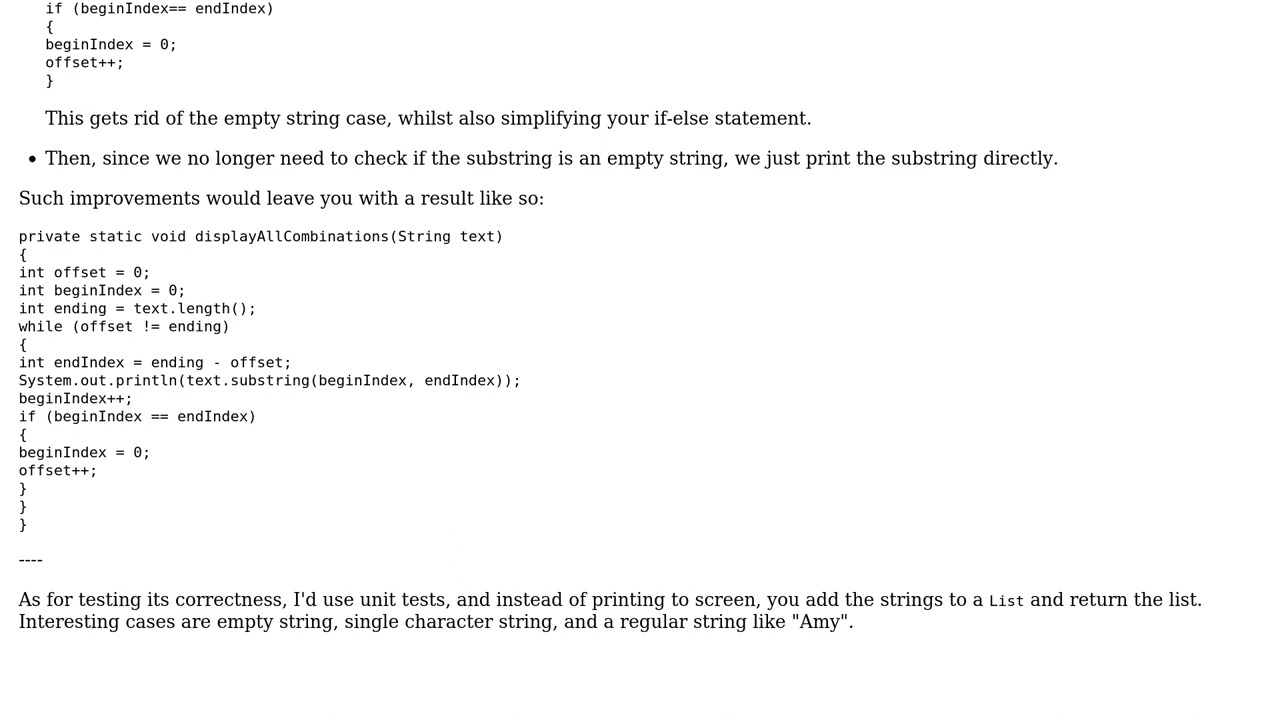 if (beginIndex== endIndex)
{
beginIndex = 0;
offset++;
}
This gets rid of the empty string case, whilst also simplifying your if-else statement.
• Then, since we no longer need to check if the substring is an empty string, we just print the substring directly.
Such improvements would leave you with a result like so:
private static void displayAllCombinations(String text)
{
int offset = 0;
int beginIndex = 0;
int ending = text.length();
while (offset != ending)
{
int endIndex = ending - offset;
System.out.println(text.substring(beginIndex, endIndex));
beginIndex++;
if (beginIndex == endIndex)
{
beginIndex = 0;
offset++;
}
}
}
----
As for testing its correctness, I'd use unit tests, and instead of printing to screen, you add the strings to a List and return the list.
Interesting cases are empty string, single character string, and a regular string like "Amy".